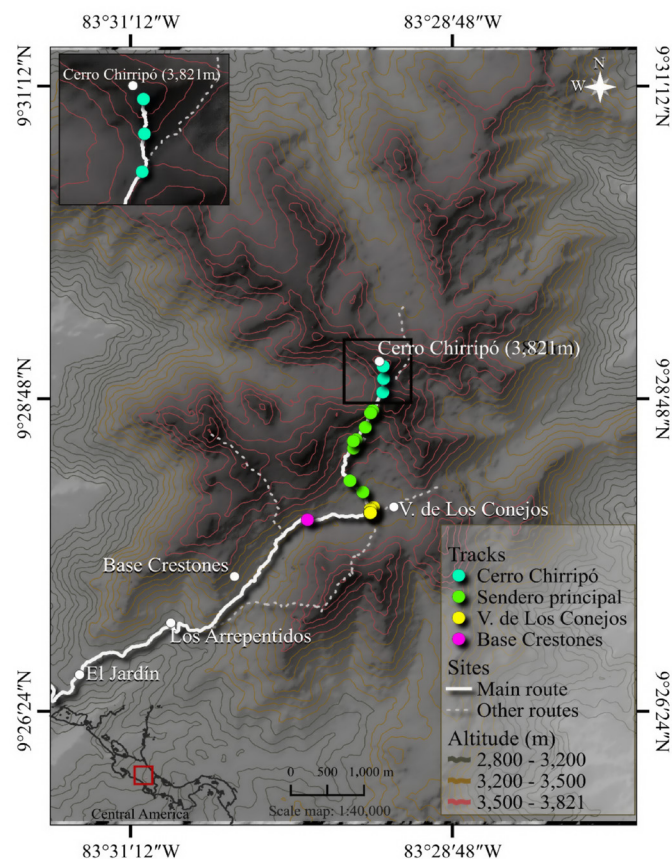 83°31'12"W
83°28'48"W
9°31'12"N
9°31'12"N
Cerro Chirripó (3,821m)
N
W
Cerro Chirripó (3,821m)
9°28'48"N
9°28'48"N
V. de Los Conejos
Base Crestones
Los Arrepentidos
El Jardín
Tracks
Cerro Chirripó
Sendero principal
V. de Los Conejos
Base Crestones
Sites
Main route
Other routes
Altitude (m)
2,800 - 3,200
3,200 - 3,500
3,500 - 3,821
9°26'24"N
9°26'24"N
0 500 1,000 m
Scale map: 1:40,000
Central America
83°31'12"W
83°28'48"W